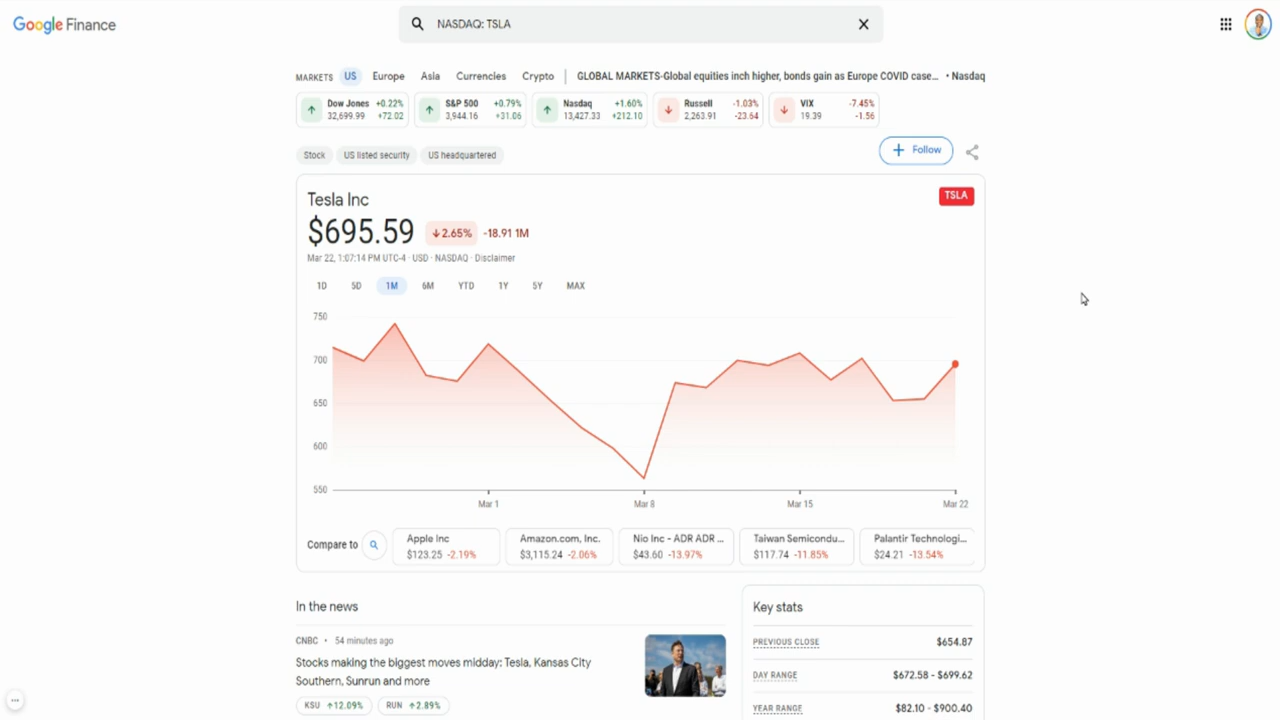 Google Finance
NASDAQ: TSLA
MARKETS US Europe Asia Currencies Crypto GLOBAL MARKETS-Global equities inch higher, bonds gain as Europe COVID case... • Nasdaq
Dow Jones +0.22% S&P 500 +0.79% Nasdaq +1.60% Russell -1.03% VIX -7.45%
32,699.99 +72.02 3,944.16 +31.06 13,427.33 +212.10 2,263.91 -23.64 19.39 -1.56
Stock US listed security US headquartered
+ Follow
Tesla Inc TSLA
$695.59 ↓2.65% -18.91 1M
Mar 22, 1:07:14 PM UTC-4 · USD · NASDAQ · Disclaimer
1D 5D 1M 6M YTD 1Y 5Y MAX
750
700
650
600
550
Mar 1 Mar 8 Mar 15 Mar 22
Compare to
Apple Inc Amazon.com, Inc. Nio Inc - ADR ADR ... Taiwan Semicondu... Palantir Technologi...
$123.25 -2.19% $3,115.24 -2.06% $43.60 -13.97% $117.74 -11.85% $24.21 -13.54%
In the news
CNBC • 54 minutes ago
Stocks making the biggest moves midday: Tesla, Kansas City
Southern, Sunrun and more
KSU ↑12.09% RUN ↑2.89%
Key stats
PREVIOUS CLOSE $654.87
DAY RANGE $672.58 - $699.62
YEAR RANGE $82.10 - $900.40